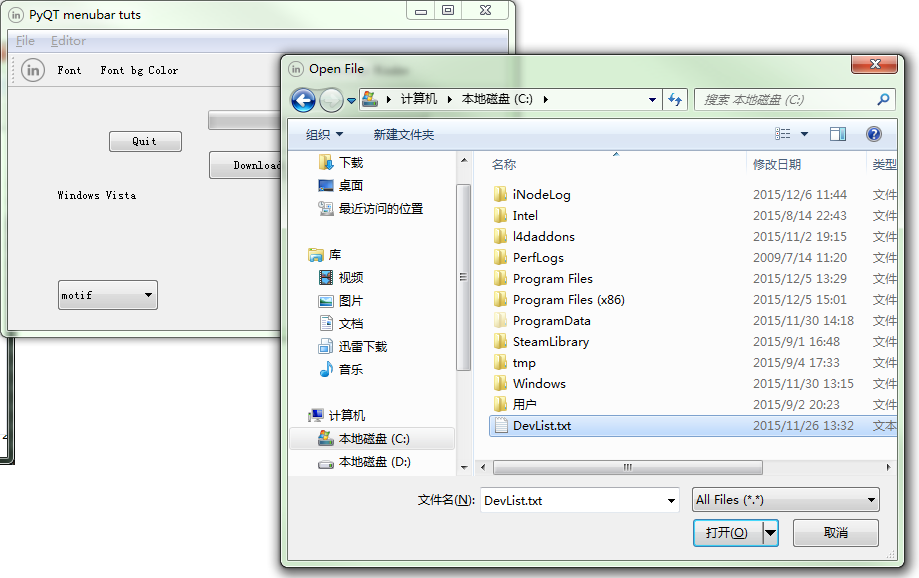 PyQT menubar tuts
File Editor
in Font Font bg Color
Quit
Download
Windows Vista
motif
in Open File
计算机 本地磁盘 (C:)
搜索 本地磁盘 (C:)
组织 新建文件夹
下载
桌面
最近访问的位置
库
视频
图片
文档
迅雷下载
音乐
计算机
本地磁盘 (C:)
本地磁盘 (D:)
名称 修改日期 类型
iNodeLog 2015/12/6 11:44 文件
Intel 2015/8/14 22:43 文件
l4daddons 2015/11/2 19:15 文件
PerfLogs 2009/7/14 11:20 文件
Program Files 2015/12/5 13:29 文件
Program Files (x86) 2015/12/5 15:01 文件
ProgramData 2015/11/30 14:18 文件
SteamLibrary 2015/9/1 16:48 文件
tmp 2015/9/4 17:33 文件
Windows 2015/11/30 13:15 文件
用户 2015/9/2 20:23 文件
DevList.txt 2015/11/26 13:32 文本
文件名(N): DevList.txt All Files (*.*)
打开(O) 取消